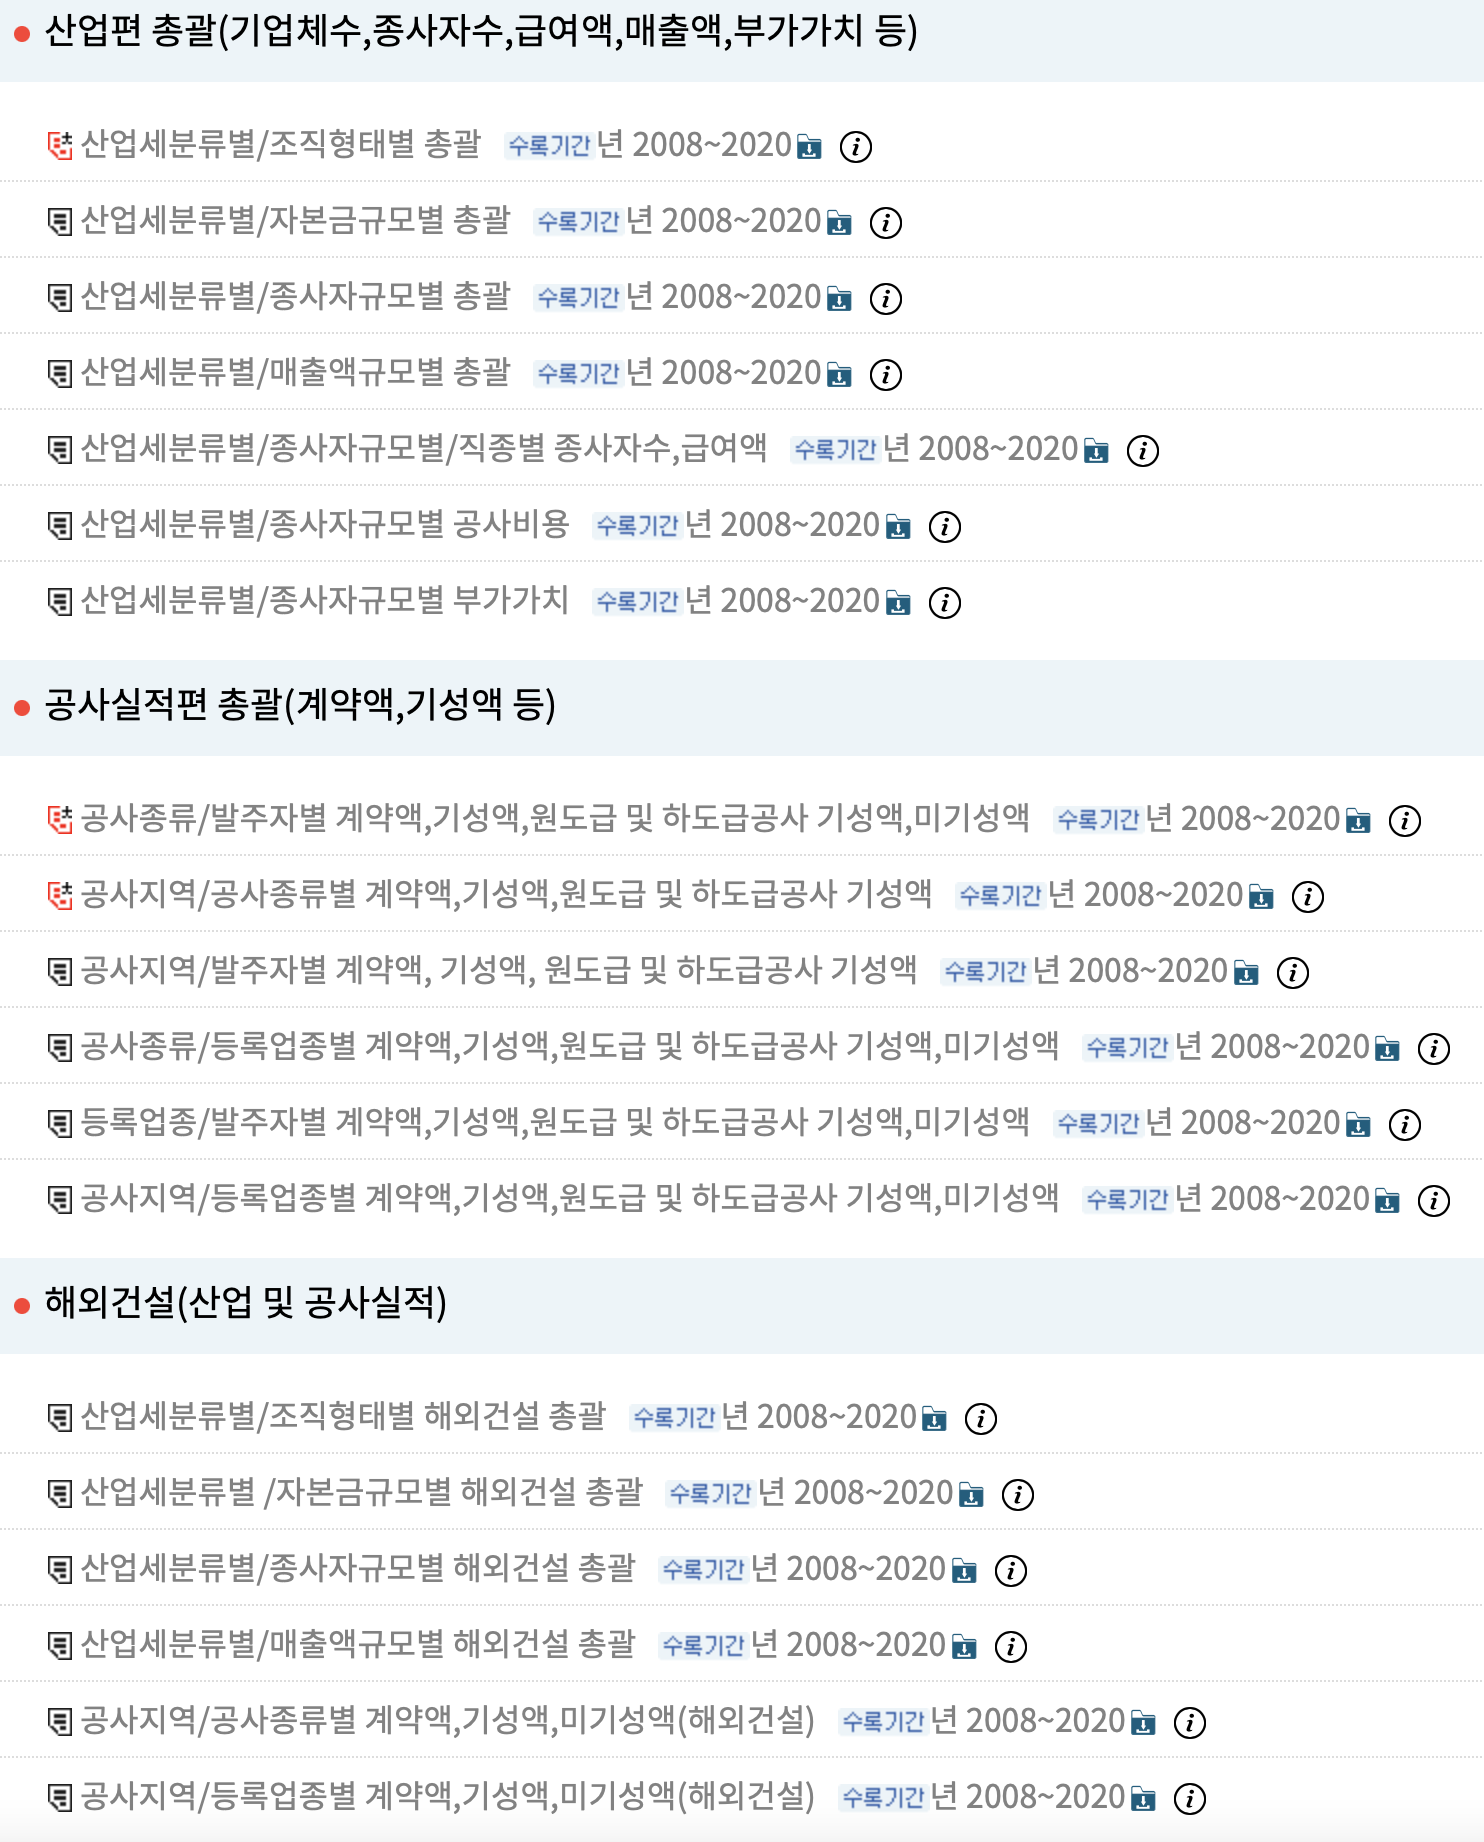 산업편 총괄(기업체수,종사자수,급여액,매출액,부가가치 등)
산업세분류별/조직형태별 총괄 수록기간 년 2008~2020
산업세분류별/자본금규모별 총괄 수록기간 년 2008~2020
산업세분류별/종사자규모별 총괄 수록기간 년 2008~2020
산업세분류별/매출액규모별 총괄 수록기간 년 2008~2020
산업세분류별/종사자규모별/직종별 종사자수,급여액 수록기간 년 2008~2020
산업세분류별/종사자규모별 공사비용 수록기간 년 2008~2020
산업세분류별/종사자규모별 부가가치 수록기간 년 2008~2020
공사실적편 총괄(계약액,기성액 등)
공사종류/발주자별 계약액,기성액,원도급 및 하도급공사 기성액,미기성액 수록기간 년 2008~2020
공사지역/공사종류별 계약액,기성액,원도급 및 하도급공사 기성액 수록기간 년 2008~2020
공사지역/발주자별 계약액, 기성액, 원도급 및 하도급공사 기성액 수록기간 년 2008~2020
공사종류/등록업종별 계약액,기성액,원도급 및 하도급공사 기성액,미기성액 수록기간 년 2008~2020
등록업종/발주자별 계약액,기성액,원도급 및 하도급공사 기성액,미기성액 수록기간 년 2008~2020
공사지역/등록업종별 계약액,기성액,원도급 및 하도급공사 기성액,미기성액 수록기간 년 2008~2020
해외건설(산업 및 공사실적)
산업세분류별/조직형태별 해외건설 총괄 수록기간 년 2008~2020
산업세분류별 /자본금규모별 해외건설 총괄 수록기간 년 2008~2020
산업세분류별/종사자규모별 해외건설 총괄 수록기간 년 2008~2020
산업세분류별/매출액규모별 해외건설 총괄 수록기간 년 2008~2020
공사지역/공사종류별 계약액,기성액,미기성액(해외건설) 수록기간 년 2008~2020
공사지역/등록업종별 계약액,기성액,미기성액(해외건설) 수록기간 년 2008~2020